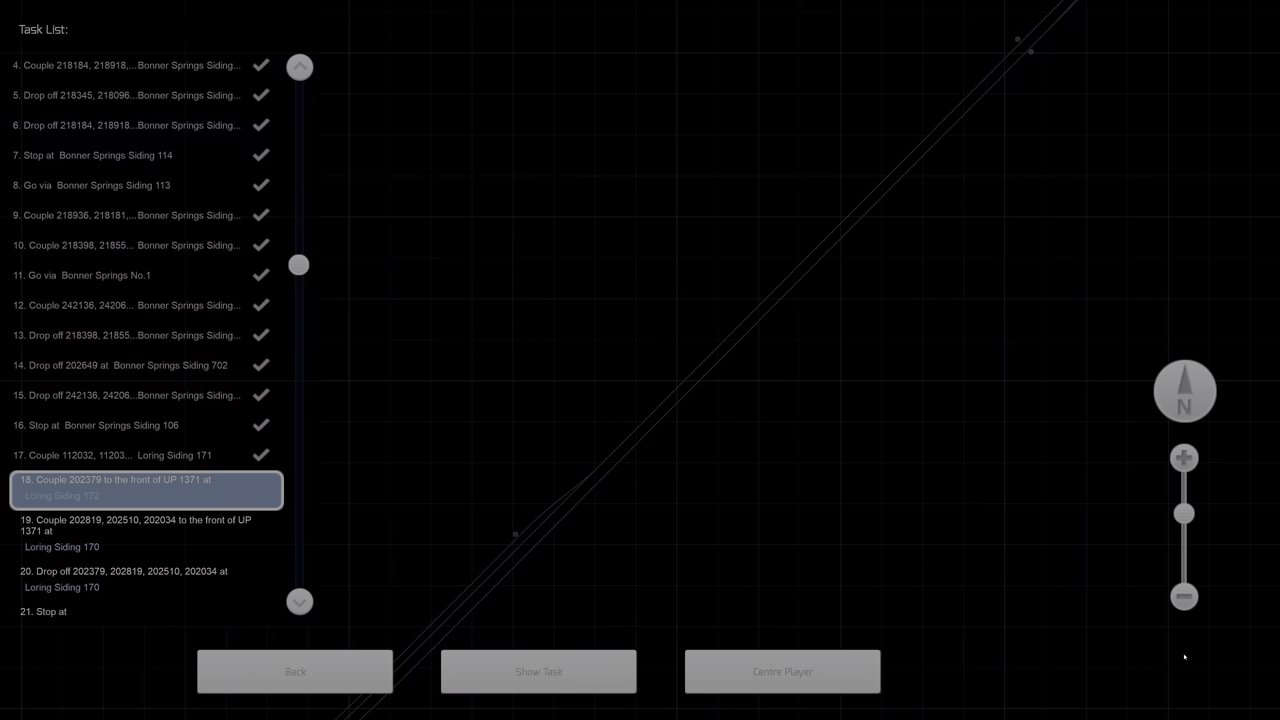 Task List:
4. Couple 218184, 218918,... Bonner Springs Siding...
5. Drop off 218345, 218096... Bonner Springs Siding...
6. Drop off 218184, 218918... Bonner Springs Siding...
7. Stop at Bonner Springs Siding 114
8. Go via Bonner Springs Siding 113
9. Couple 218936, 218181,... Bonner Springs Siding...
10. Couple 218398, 21855... Bonner Springs Siding...
11. Go via Bonner Springs No.1
12. Couple 242136, 24206... Bonner Springs Siding...
13. Drop off 218398, 21855... Bonner Springs Siding...
14. Drop off 202649 at Bonner Springs Siding 702
15. Drop off 242136, 24206... Bonner Springs Siding...
16. Stop at Bonner Springs Siding 106
17. Couple 112032, 11203... Loring Siding 171
18. Couple 202379 to the front of UP 1371 at
Loring Siding 172
19. Couple 202819, 202510, 202034 to the front of UP
1371 at
Loring Siding 170
20. Drop off 202379, 202819, 202510, 202034 at
Loring Siding 170
21. Stop at
N
Back
Show Task
Centre Player